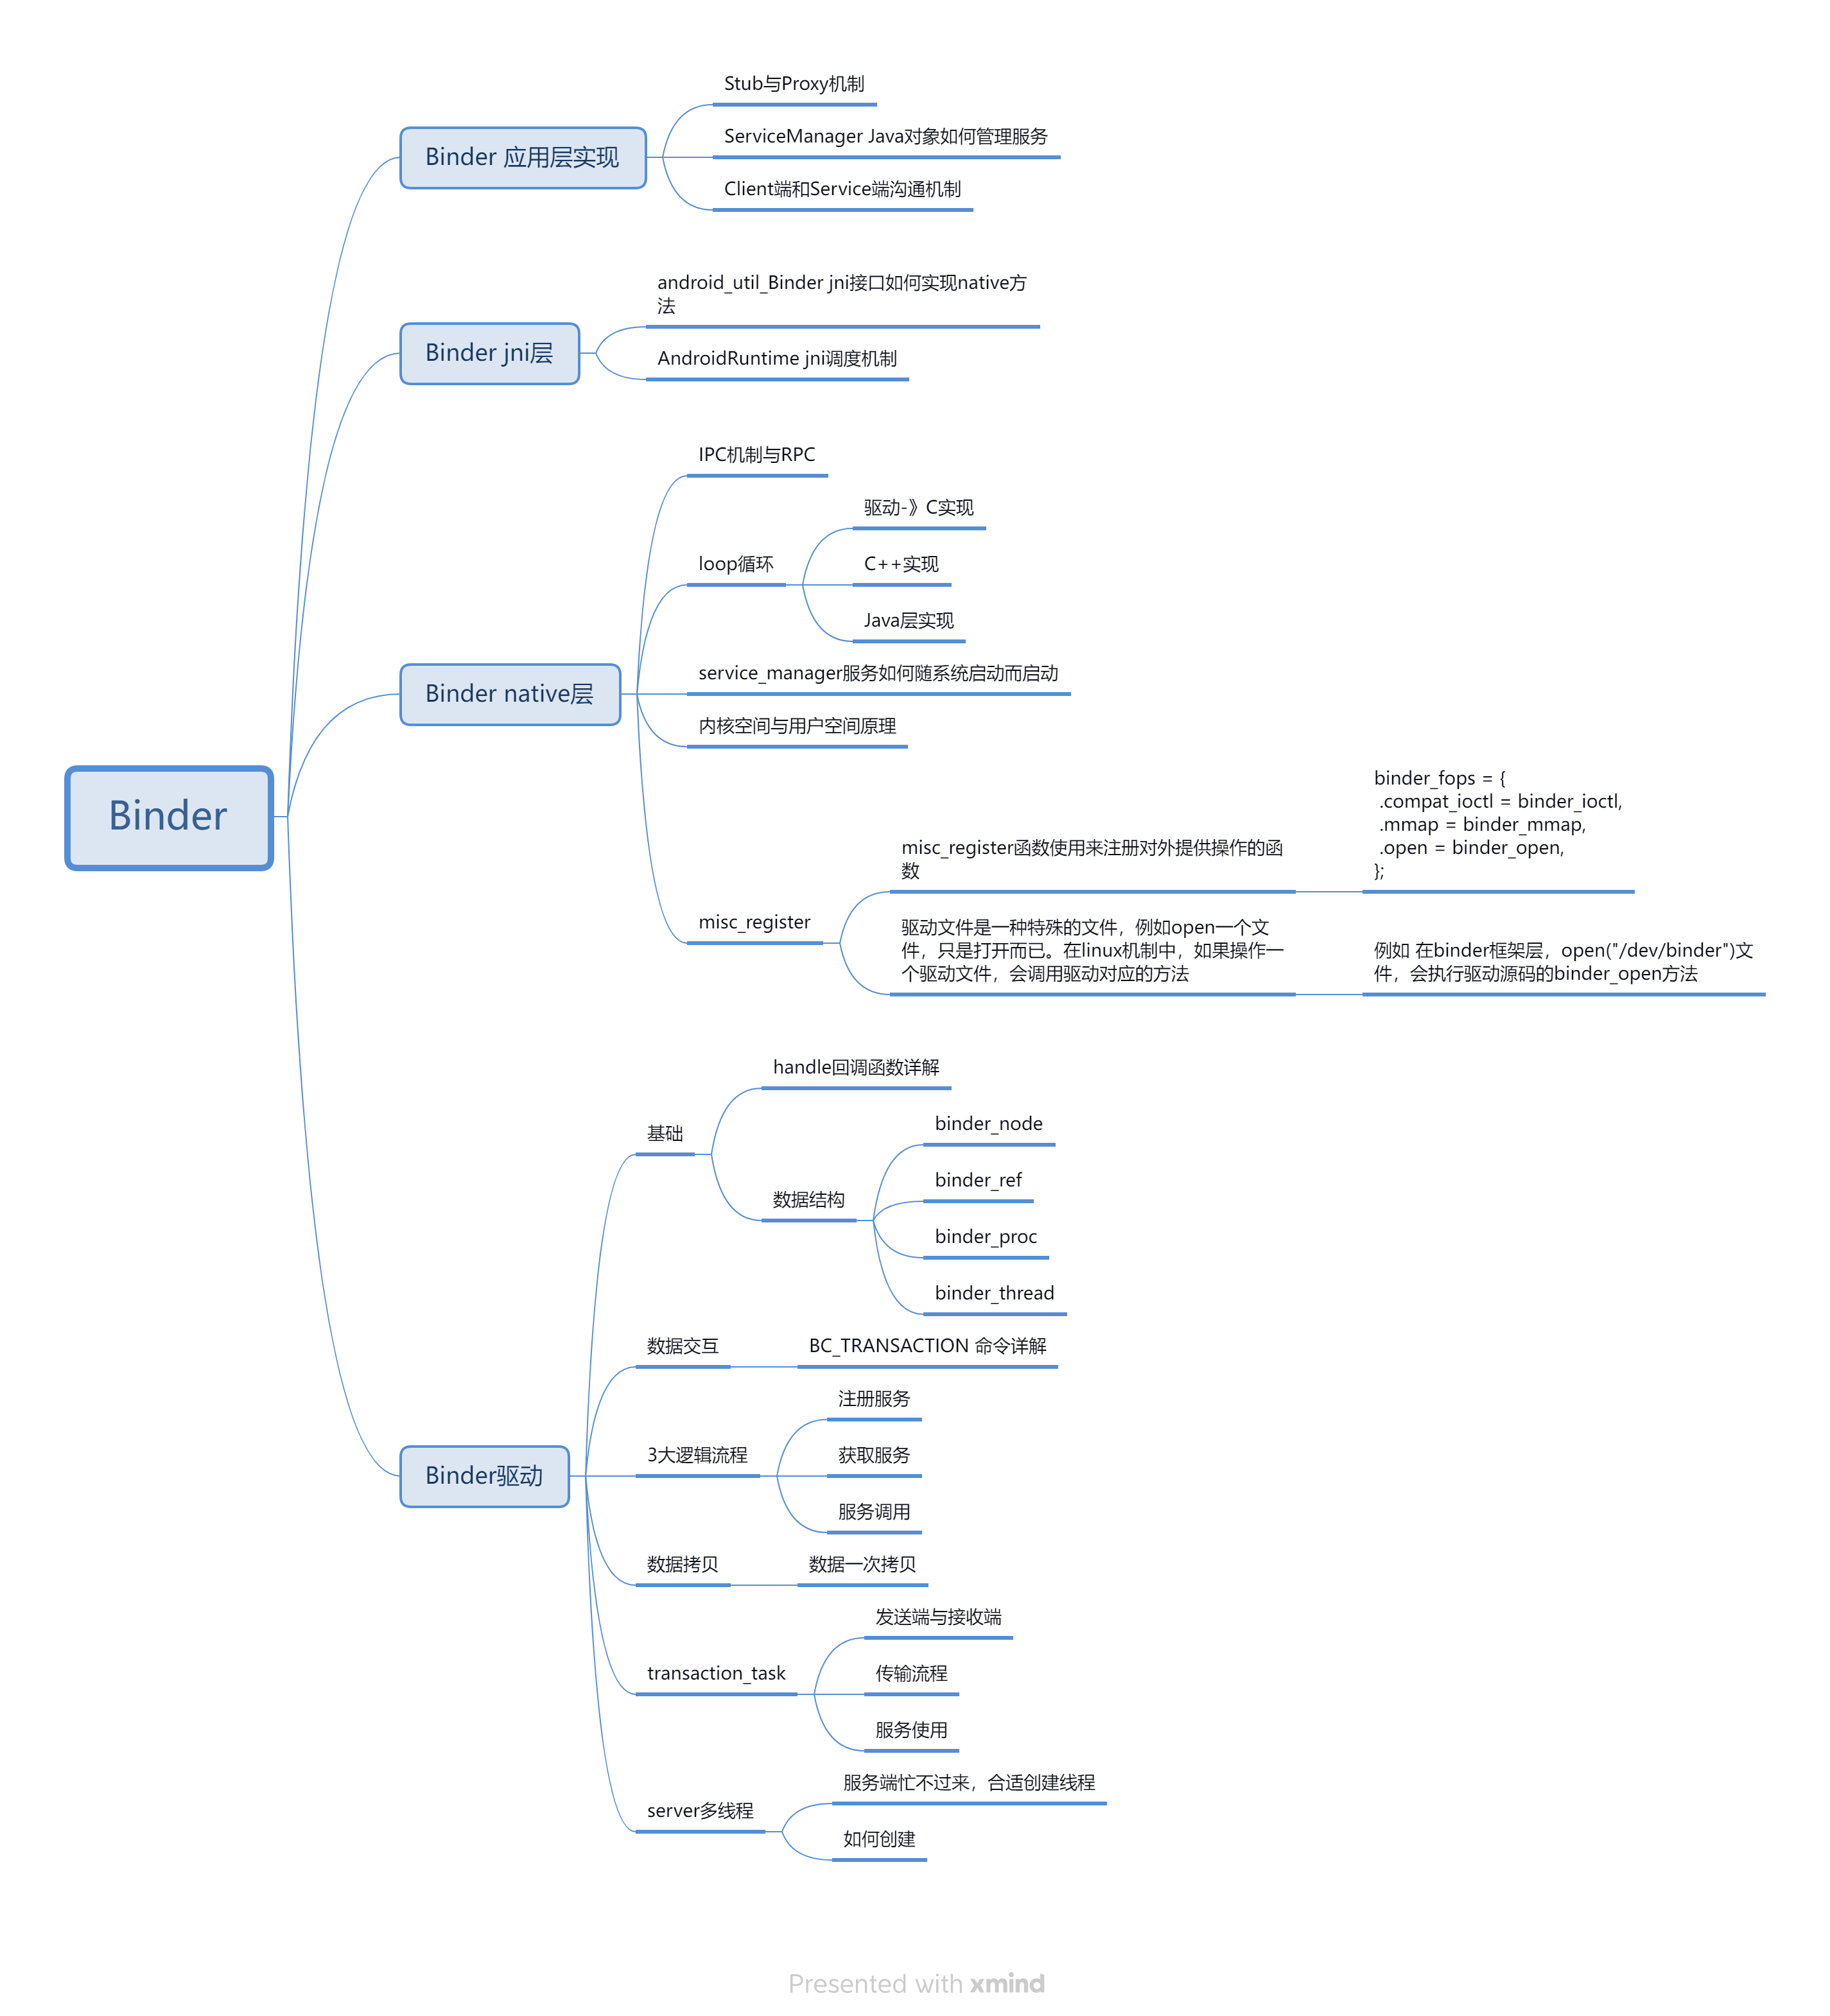 Binder
Binder 应用层实现
Stub与Proxy机制
ServiceManager Java对象如何管理服务
Client端和Service端沟通机制
Binder jni层
android_util_Binder jni接口如何实现native方
法
AndroidRuntime jni调度机制
Binder native层
IPC机制与RPC
loop循环
驱动-》C实现
C++实现
Java层实现
service_manager服务如何随系统启动而启动
内核空间与用户空间原理
misc_register
misc_register函数使用来注册对外提供操作的函
数
binder_fops = {
.compat_ioctl = binder_ioctl,
.mmap = binder_mmap,
.open = binder_open,
};
驱动文件是一种特殊的文件，例如open一个文
件，只是打开而已。在linux机制中，如果操作一
个驱动文件，会调用驱动对应的方法
例如 在binder框架层，open("/dev/binder")文
件，会执行驱动源码的binder_open方法
Binder驱动
基础
handle回调函数详解
数据结构
binder_node
binder_ref
binder_proc
binder_thread
数据交互
BC_TRANSACTION 命令详解
3大逻辑流程
注册服务
获取服务
服务调用
数据拷贝
数据一次拷贝
transaction_task
发送端与接收端
传输流程
服务使用
server多线程
服务端忙不过来，合适创建线程
如何创建
Presented with xmind